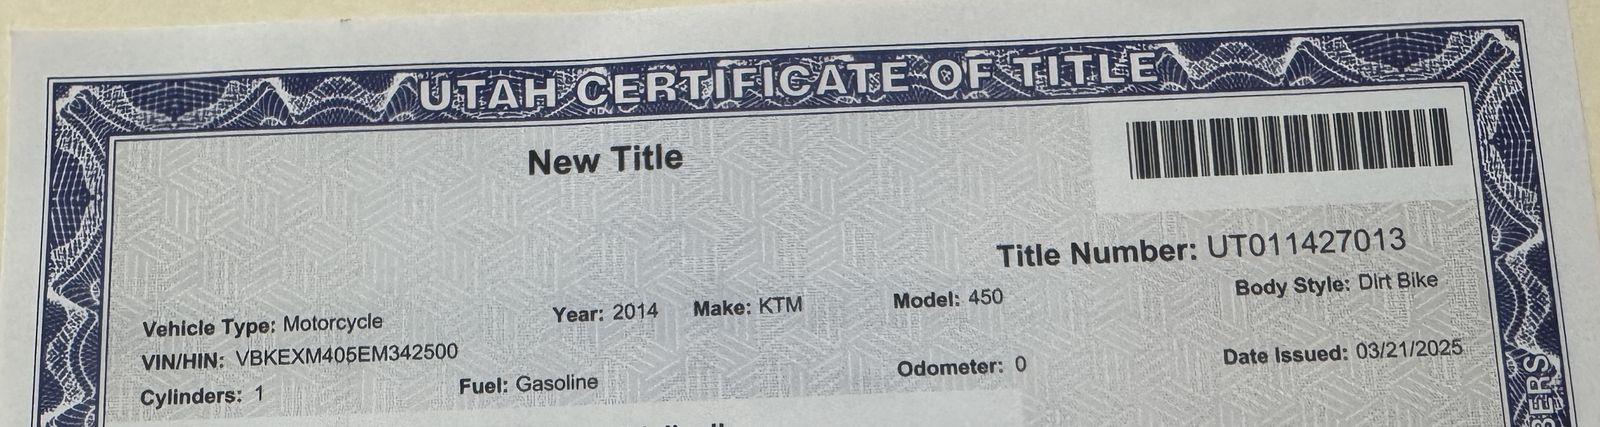 UTAH CERTIFICATE OF TITLE
New Title
Title Number: UT011427013
Vehicle Type: Motorcycle Year: 2014 Make: KTM Model: 450 Body Style: Dirt Bike
VIN/HIN: VBKEXM405EM342500
Cylinders: 1 Fuel: Gasoline Odometer: 0 Date Issued: 03/21/2025